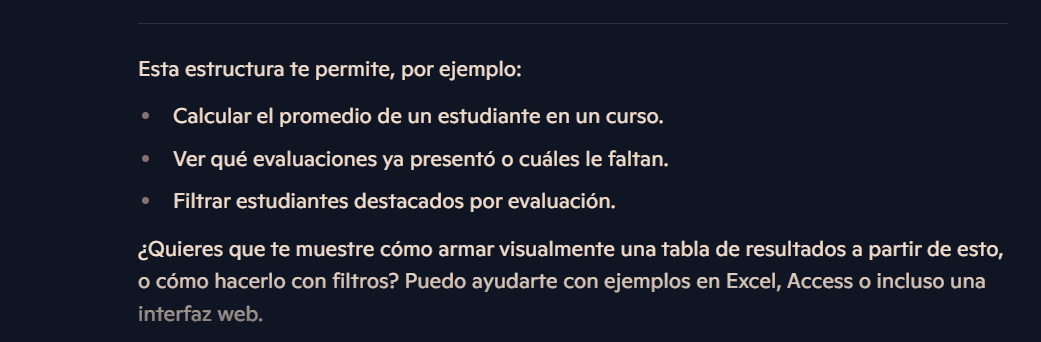 Esta estructura te permite, por ejemplo:
Calcular el promedio de un estudiante en un curso.
Ver qué evaluaciones ya presentó o cuáles le faltan.
Filtrar estudiantes destacados por evaluación.
¿Quieres que te muestre cómo armar visualmente una tabla de resultados a partir de esto,
o cómo hacerlo con filtros? Puedo ayudarte con ejemplos en Excel, Access o incluso una
interfaz web.